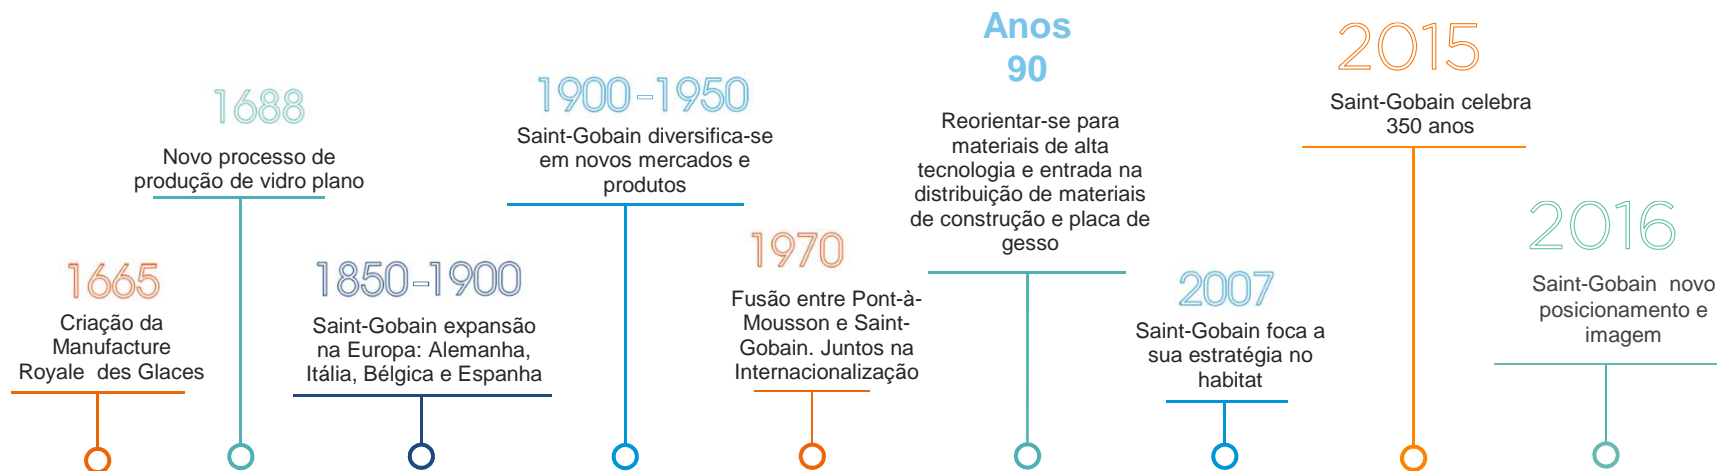 1665
Criação da
Manufacture
Royale des Glaces
1688
Novo processo de
produção de vidro plano
1850-1900
Saint-Gobain expansão
na Europa: Alemanha,
Itália, Bélgica e Espanha
1900-1950
Saint-Gobain diversifica-se
em novos mercados e
produtos
1970
Fusão entre Pont-à-
Mousson e Saint-
Gobain. Juntos na
Internacionalização
Anos
90
Reorientar-se para
materiais de alta
tecnologia e entrada na
distribuição de materiais
de construção e placa de
gesso
2007
Saint-Gobain foca a
sua estratégia no
habitat
2015
Saint-Gobain celebra
350 anos
2016
Saint-Gobain novo
posicionamento e
imagem